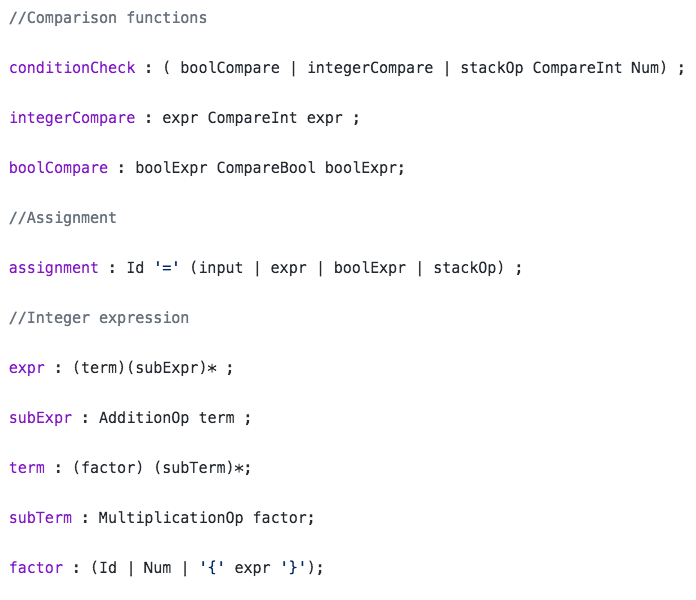 //Comparison functions
conditionCheck : ( boolCompare | integerCompare | stackOp CompareInt Num) ;
integerCompare : expr CompareInt expr ;
boolCompare : boolExpr CompareBool boolExpr;
//Assignment
assignment : Id '=' (input | expr | boolExpr | stackOp) ;
//Integer expression
expr : (term)(subExpr)* ;
subExpr : AdditionOp term ;
term : (factor) (subTerm)*;
subTerm : MultiplicationOp factor;
factor : (Id | Num | '{' expr '}');